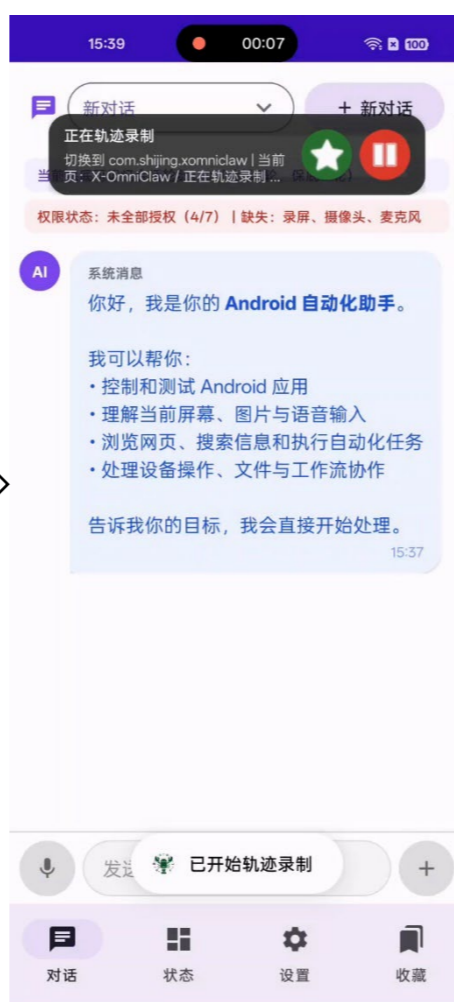 15:39
00:07
100
新对话
+ 新对话
正在轨迹录制
切换到 com.shijing.xomniclaw | 当前
页：X-OmniClaw / 正在轨迹录制 ...
权限状态：未全部授权（4/7）| 缺失：录屏、摄像头、麦克风
AI
系统消息
你好，我是你的 Android 自动化助手。
我可以帮你：
• 控制和测试 Android 应用
• 理解当前屏幕、图片与语音输入
• 浏览网页、搜索信息和执行自动化任务
• 处理设备操作、文件与工作流协作
告诉我你的目标，我会直接开始处理。
15:37
发送
已开始轨迹录制
+
对话
状态
设置
收藏